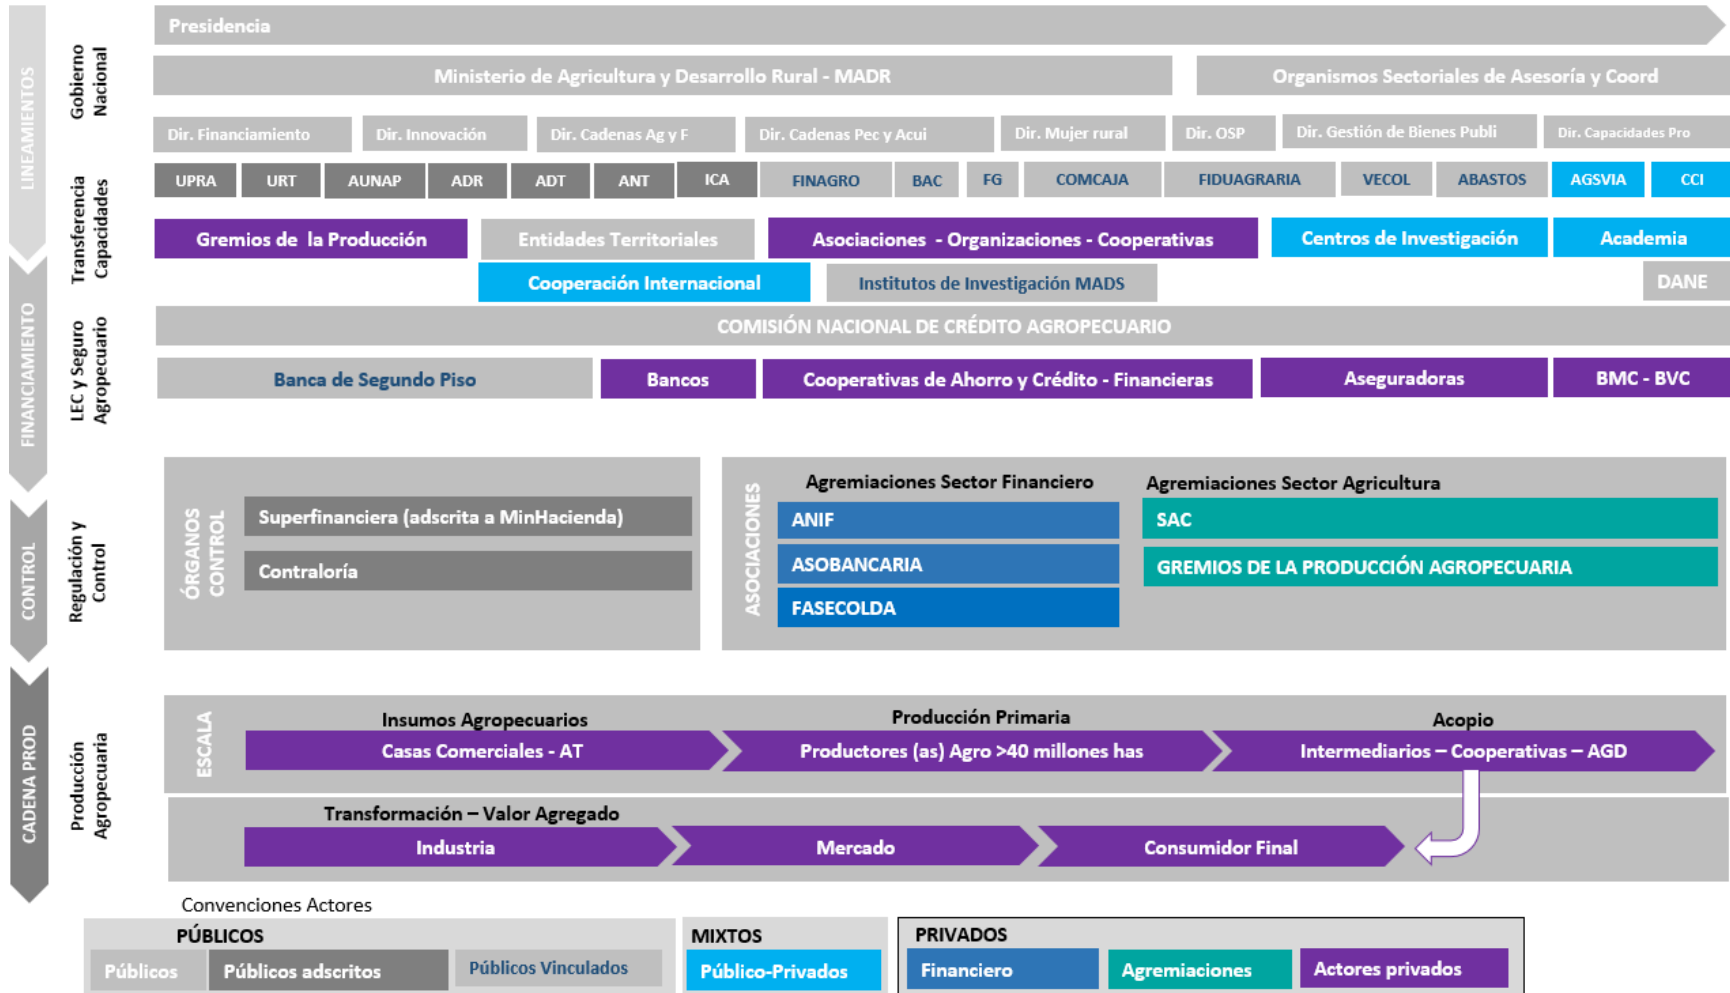 LINEAMIENTOS
Gobierno
Nacional
Presidencia
Ministerio de Agricultura y Desarrollo Rural - MADR
Organismos Sectoriales de Asesoría y Coord
Dir. Financiamiento
Dir. Innovación
Dir. Cadenas Ag y F
Dir. Cadenas Pec y Acui
Dir. Mujer rural
Dir. OSP
Dir. Gestión de Bienes Publi
Dir. Capacidades Pro
Transferencia
Capacidades
UPRA
URT
AUNAP
ADR
ADT
ANT
ICA
FINAGRO
BAC
FG
COMCAJA
FIDUAGRARIA
VECOL
ABASTOS
AGSVIA
CCI
Gremios de la Producción
Entidades Territoriales
Asociaciones - Organizaciones - Cooperativas
Centros de Investigación
Academia
Cooperación Internacional
Institutos de Investigación MADS
DANE
FINANCIAMIENTO
LEC y Seguro
Agropecuario
COMISIÓN NACIONAL DE CRÉDITO AGROPECUARIO
Banca de Segundo Piso
Bancos
Cooperativas de Ahorro y Crédito - Financieras
Aseguradoras
BMC - BVC
CONTROL
Regulación y
Control
ÓRGANOS
CONTROL
Superfinanciera (adscrita a MinHacienda)
Contraloría
ASOCIACIONES
Agremiaciones Sector Financiero
ANIF
ASOBANCARIA
FASECOLDA
Agremiaciones Sector Agricultura
SAC
GREMIOS DE LA PRODUCCIÓN AGROPECUARIA
CADENA PROD
Producción
Agropecuaria
ESCALA
Insumos Agropecuarios
Casas Comerciales - AT
Producción Primaria
Productores (as) Agro >40 millones has
Acopio
Intermediarios – Cooperativas – AGD
Transformación – Valor Agregado
Industria
Mercado
Consumidor Final
Convenciones Actores
PÚBLICOS
Públicos
Públicos adscritos
Públicos Vinculados
MIXTOS
Público-Privados
PRIVADOS
Financiero
Agremiaciones
Actores privados